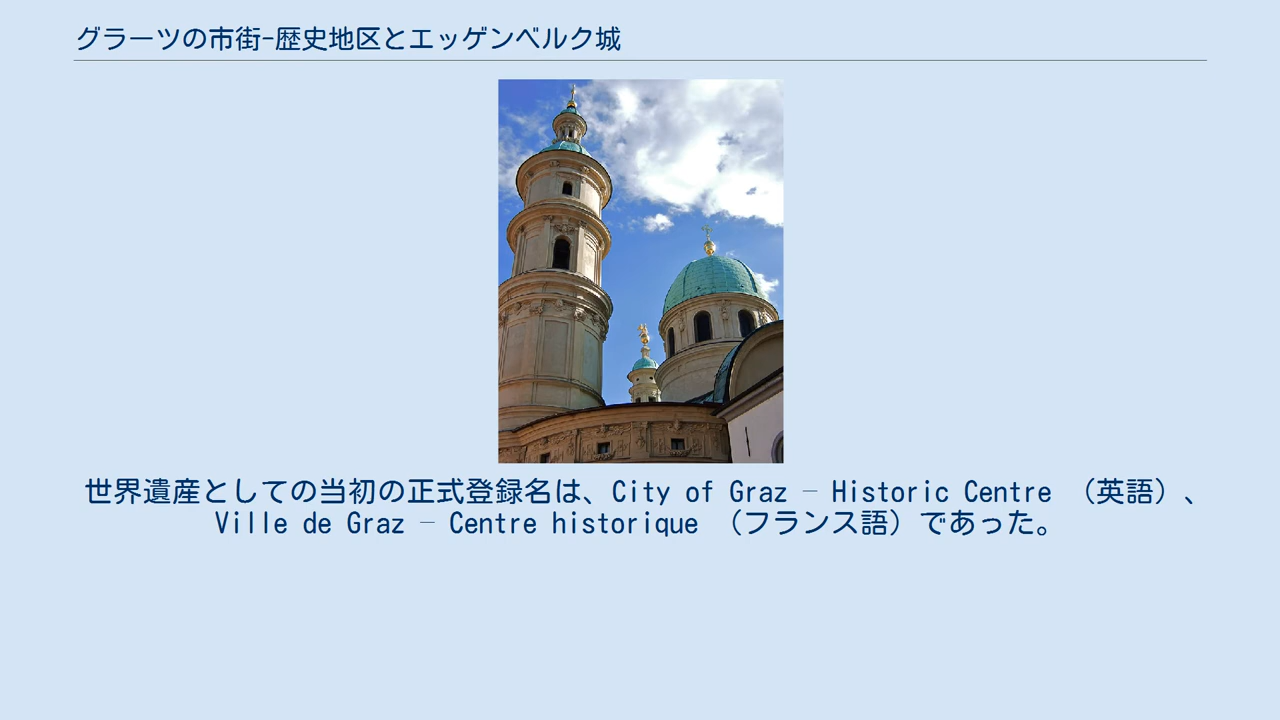 グラーツの市街-歴史地区とエッゲンベルク城
世界遺産としての当初の正式登録名は、City of Graz – Historic Centre （英語）、
Ville de Graz – Centre historique （フランス語）であった。